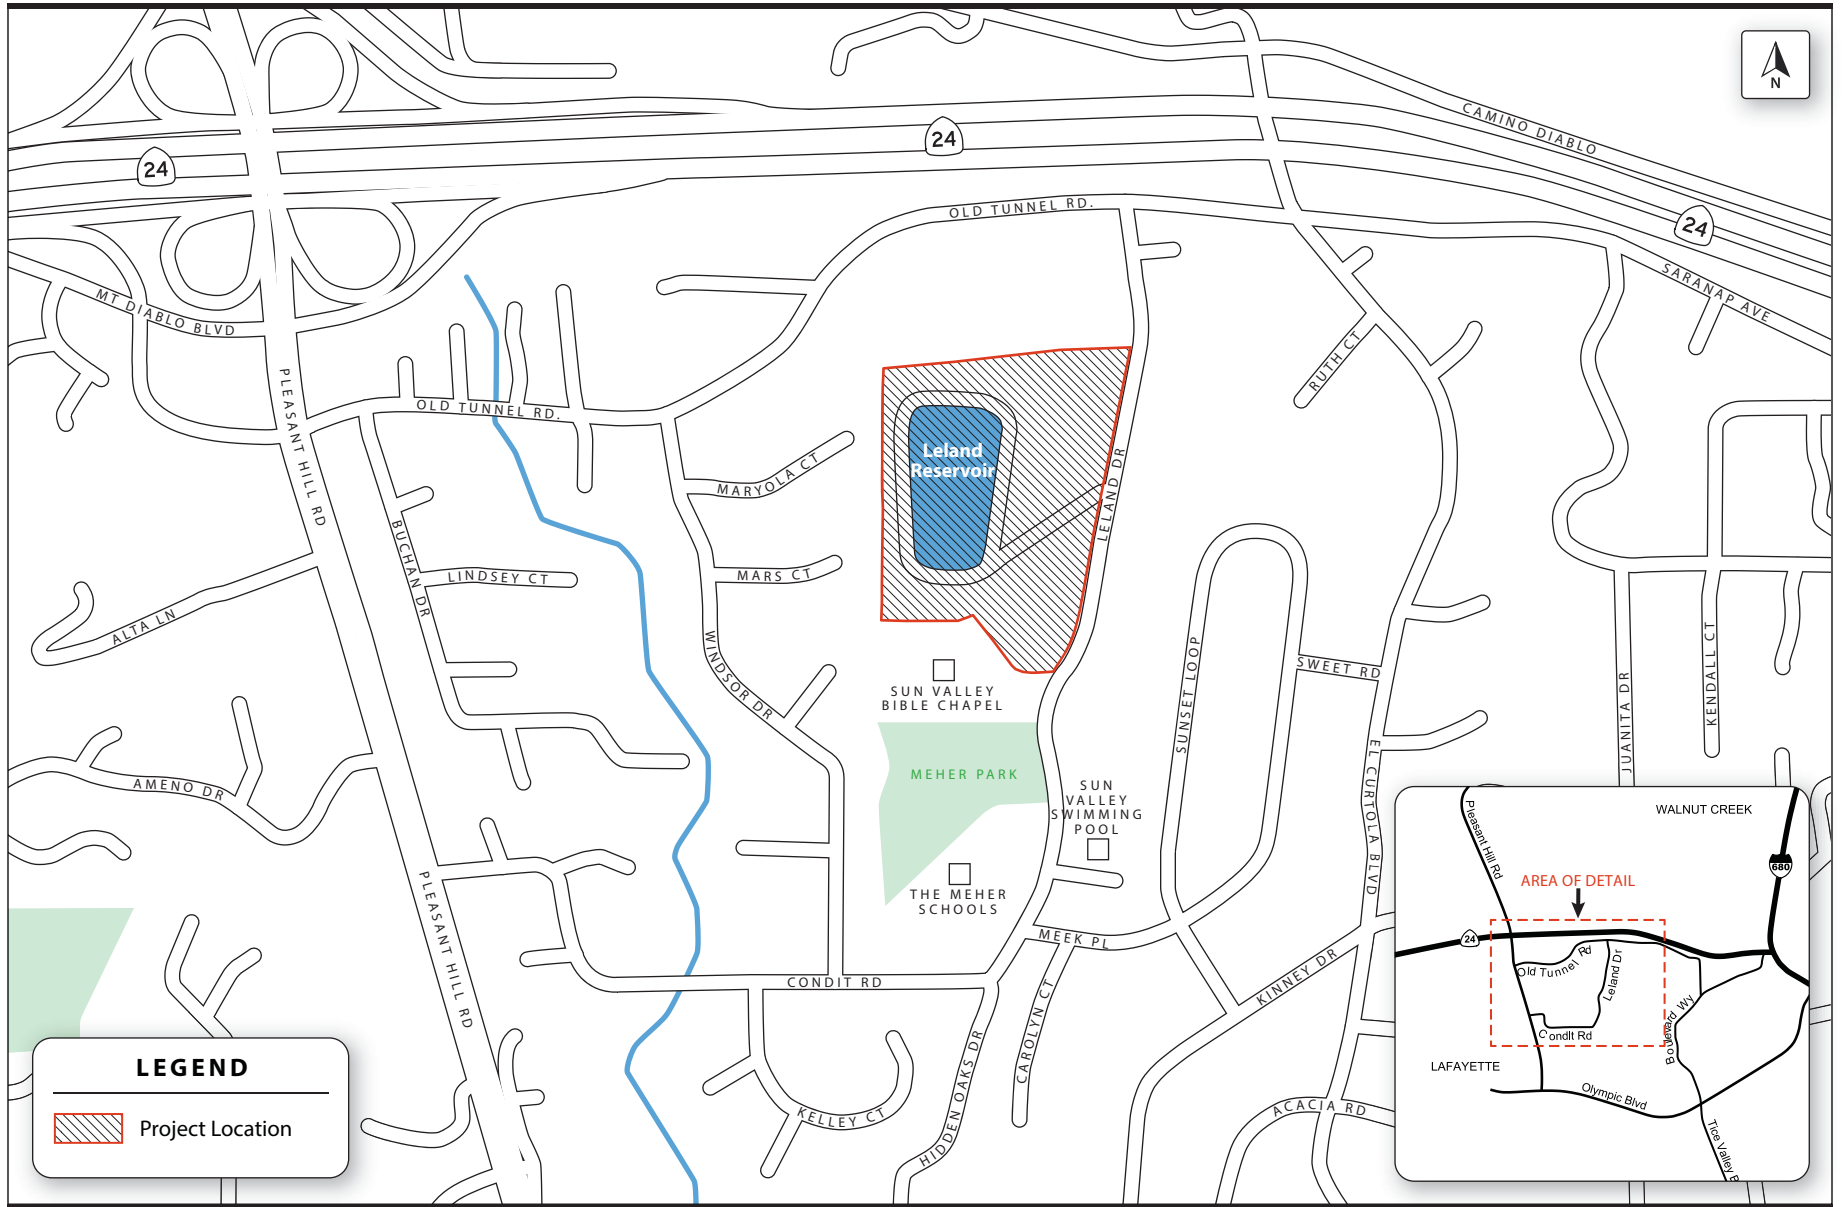 N
CAMINO DIABLO
24
24
24
OLD TUNNEL RD.
SARANAP AVE
MT DIABLO BLVD
RUTH CT
PLEASANT HILL RD
OLD TUNNEL RD.
Leland
Reservoir
MARYOLA CT
LELAND DR
BUCHAN DR
LINDSEY CT
MARS CT
ALTA LN
WINDSOR DR
SUNSET LOOP
SWEET RD
KENDALL CT
JUANITA DR
SUN VALLEY
BIBLE CHAPEL
MEHER PARK
AMENO DR
SUN
VALLEY
SWIMMING
POOL
EL CURTOLA BLVD
THE MEHER
SCHOOLS
PLEASANT HILL RD
MEEK PL
CONDIT RD
KINNEY DR
CAROLYN CT
HIDDEN OAKS DR
KELLEY CT
ACACIA RD
LEGEND
Project Location
WALNUT CREEK
Pleasant Hill Rd
680
AREA OF DETAIL
24
Old Tunnel Rd
Leland Dr
CondIt Rd
Boulevard Wy
LAFAYETTE
Olympic Blvd
Tice Valley B